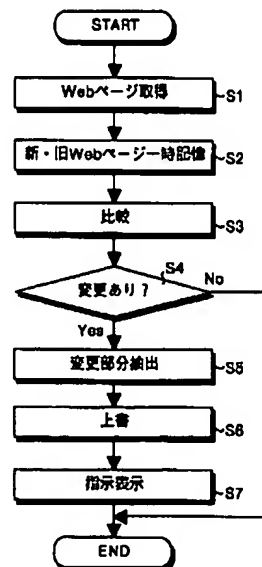 START
Webページ取得
S1
新・旧Webページ一時記憶
S2
比較
S3
S4
変更あり?
No
Yes
変更部分抽出
S5
上書
S6
指示表示
S7
END